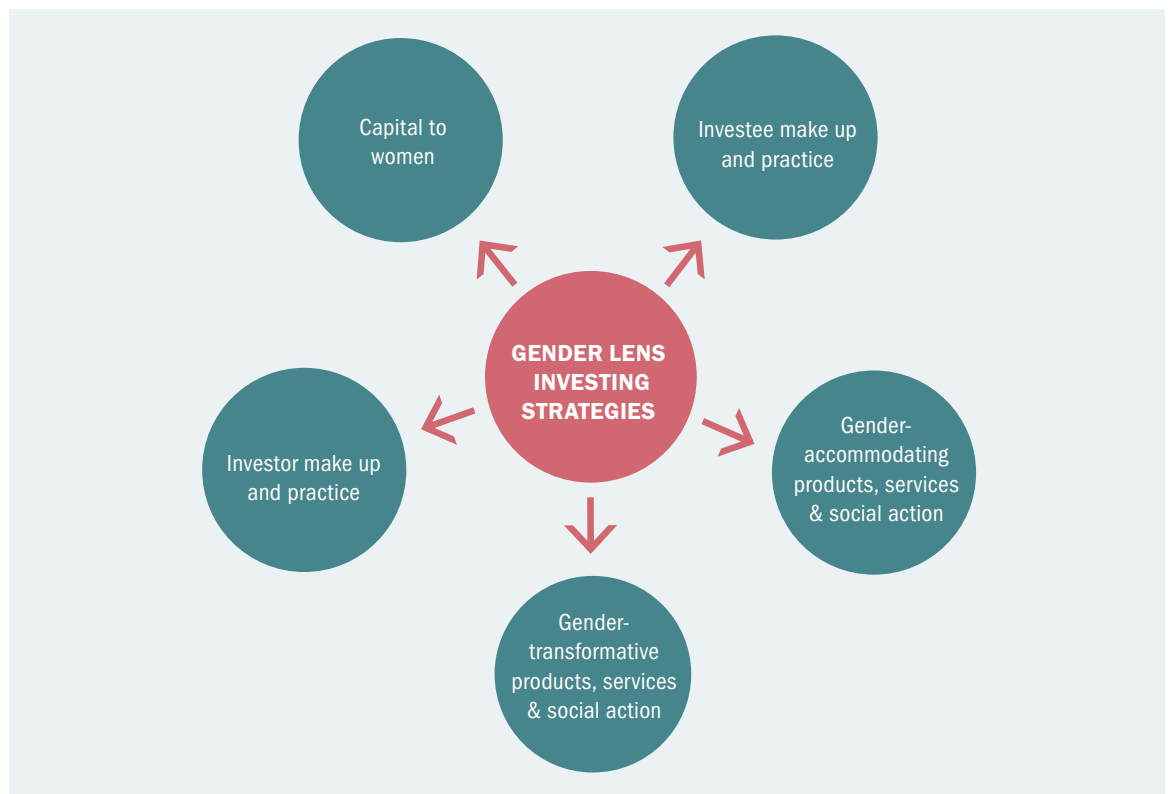 Capital to
women
Investee make up
and practice
GENDER LENS
INVESTING
STRATEGIES
Gender-
accommodating
products, services
& social action
Investor make up
and practice
Gender-
transformative
products, services
& social action